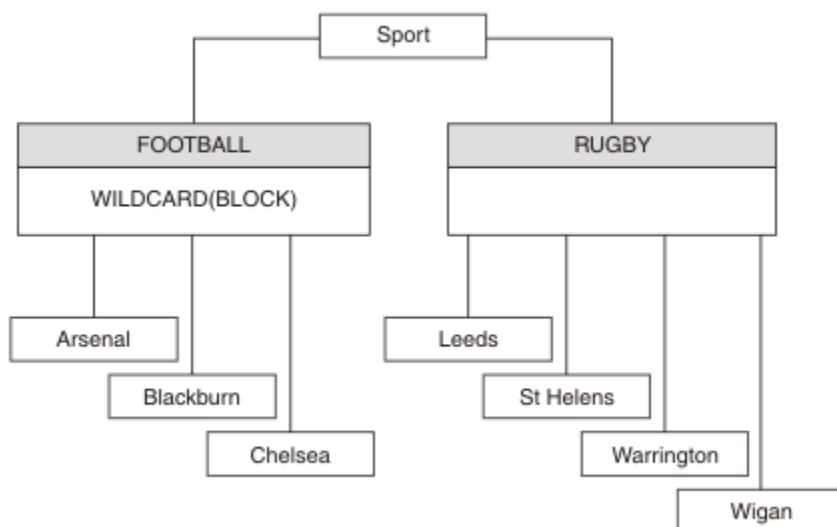 Sport
FOOTBALL
RUGBY
WILDCARD(BLOCK)
Arsenal
Leeds
Blackburn
St Helens
Chelsea
Warrington
Wigan